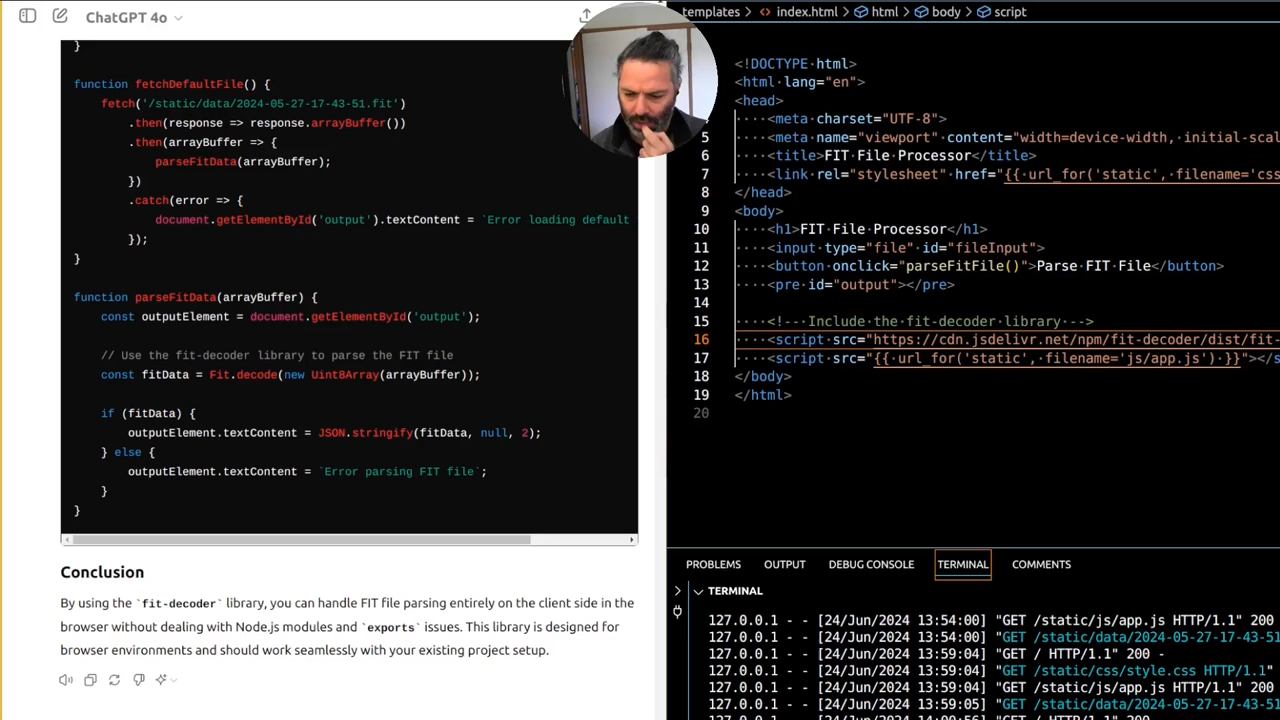 ChatGPT 4o
}
function fetchDefaultFile() {
fetch('/static/data/2024-05-27-17-43-51.fit')
.then(response => response.arrayBuffer())
.then(arrayBuffer => {
parseFitData(arrayBuffer);
})
.catch(error => {
document.getElementById('output').textContent = `Error loading default
});
}
function parseFitData(arrayBuffer) {
const outputElement = document.getElementById('output');
// Use the fit-decoder library to parse the FIT file
const fitData = Fit.decode(new Uint8Array(arrayBuffer));
if (fitData) {
outputElement.textContent = JSON.stringify(fitData, null, 2);
} else {
outputElement.textContent = `Error parsing FIT file`;
}
}
Conclusion
By using the `fit-decoder` library, you can handle FIT file parsing entirely on the client side in the
browser without dealing with Node.js modules and `exports` issues. This library is designed for
browser environments and should work seamlessly with your existing project setup.
templates > index.html > html > body > script
<!DOCTYPE·html>
<html·lang="en">
<head>
····<meta·charset="UTF-8">
5 ····<meta·name="viewport"·content="width=device-width,·initial-scal
6 ····<title>FIT·File·Processor</title>
7 ····<link·rel="stylesheet"·href="{{·url_for('static',·filename='css
8 </head>
9 <body>
10 ····<h1>FIT·File·Processor</h1>
11 ····<input·type="file"·id="fileInput">
12 ····<button·onclick="parseFitFile()">Parse·FIT·File</button>
13 ····<pre·id="output"></pre>
14
15 ····<!--·Include·the·fit-decoder·library·-->
16 ····<script·src="https://cdn.jsdelivr.net/npm/fit-decoder/dist/fit-
17 ····<script·src="{{·url_for('static',·filename='js/app.js')·}}"></s
18 </body>
19 </html>
20
PROBLEMS OUTPUT DEBUG CONSOLE TERMINAL COMMENTS
TERMINAL
127.0.0.1 - - [24/Jun/2024 13:54:00] "GET /static/js/app.js HTTP/1.1" 200
127.0.0.1 - - [24/Jun/2024 13:54:00] "GET /static/data/2024-05-27-17-43-51
127.0.0.1 - - [24/Jun/2024 13:59:04] "GET / HTTP/1.1" 200 -
127.0.0.1 - - [24/Jun/2024 13:59:04] "GET /static/css/style.css HTTP/1.1"
127.0.0.1 - - [24/Jun/2024 13:59:04] "GET /static/js/app.js HTTP/1.1" 200
127.0.0.1 - - [24/Jun/2024 13:59:05] "GET /static/data/2024-05-27-17-43-51